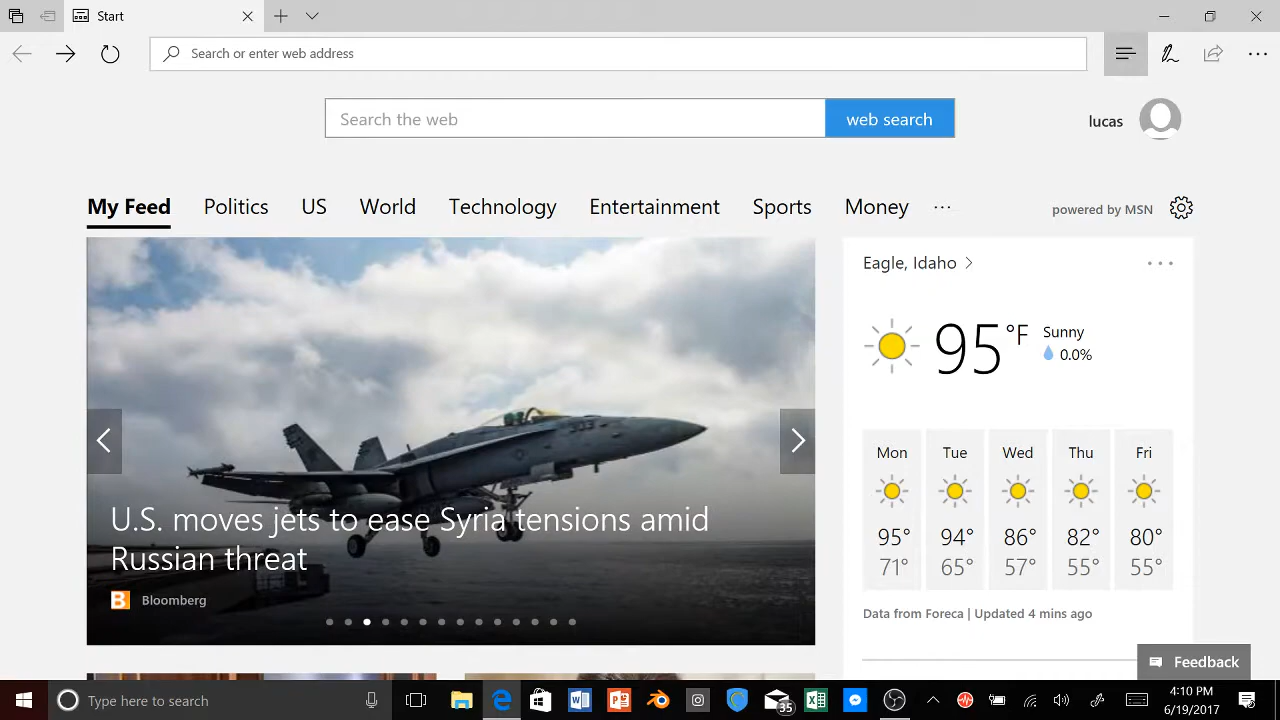 Start
Search or enter web address
Search the web
web search
lucas
My Feed
Politics
US
World
Technology
Entertainment
Sports
Money
powered by MSN
U.S. moves jets to ease Syria tensions amid
Russian threat
B
Bloomberg
Eagle, Idaho
95°F
Sunny
0.0%
Mon Tue Wed Thu Fri
95° 94° 86° 82° 80°
71° 65° 57° 55° 55°
Data from Foreca | Updated 4 mins ago
Feedback
Type here to search
35
4:10 PM
6/19/2017